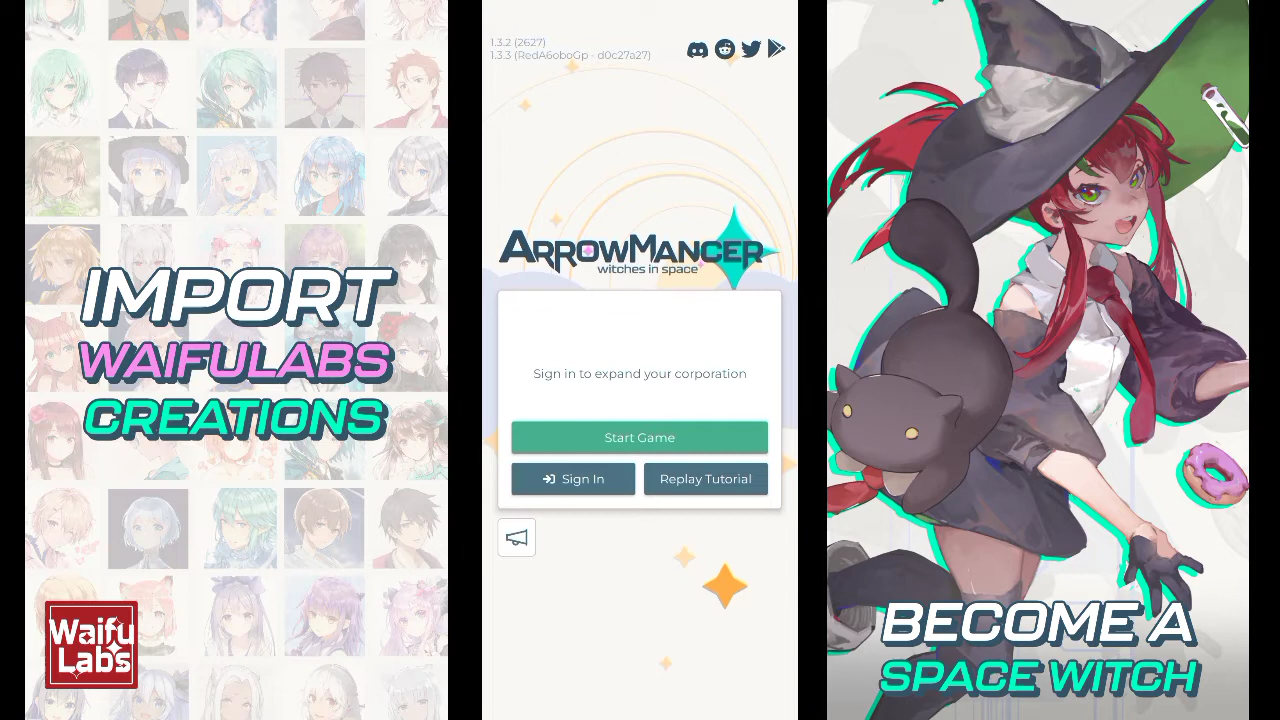 IMPORT
WAIFULABS
CREATIONS
Waifu
Labs
1.3.2 (2627)
1.3.3 (RedA6oboGp - d0c27a27)
ARROWMANCER
witches in space
Sign in to expand your corporation
Start Game
Sign In
Replay Tutorial
BECOME A
SPACE WITCH